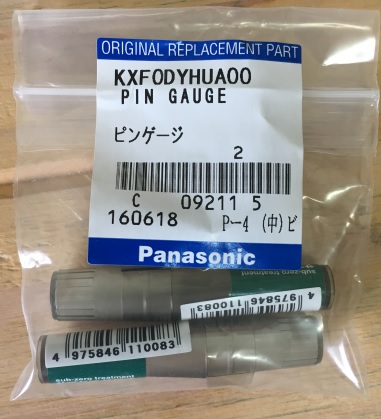 ORIGINAL REPLACEMENT PART
KXF0DYHUA00
PIN GAUGE
ピンゲージ
2
C 09211 5
160618 P-4 (中)ピ
Panasonic
sub-zero treatment
4 975846 110083
4 975846 110083
sub-zero treatment